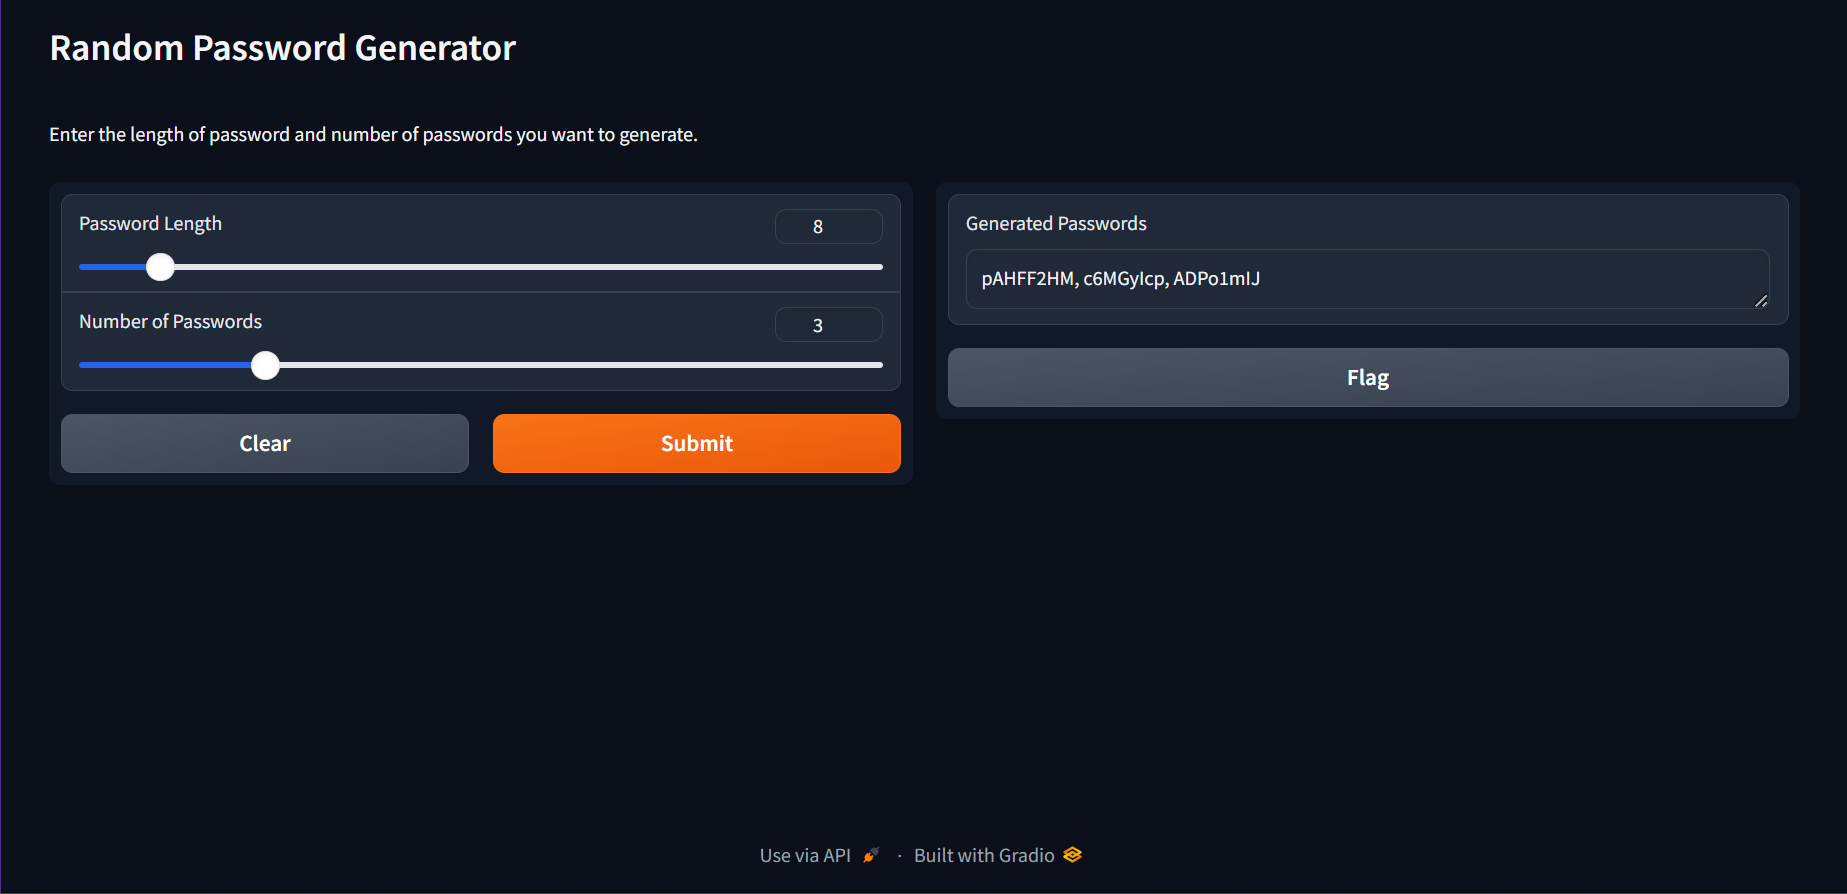 Random Password Generator
Enter the length of password and number of passwords you want to generate.
Password Length
8
Number of Passwords
3
Clear
Submit
Generated Passwords
pAHFF2HM, c6MGyIcp, ADPo1mIJ
Flag
Use via API · Built with Gradio